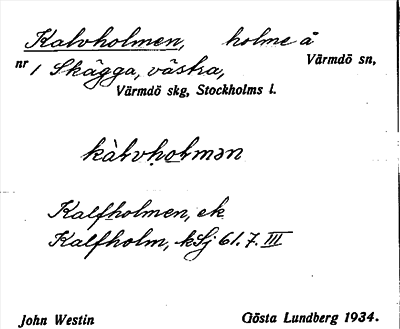 Kalvholmen, holme å
nr 1 Skägga, västra, Värmdö sn,
Värmdö skg, Stockholms l.
kàlvhọlmən
Kalfholmen, ek
Kalfholm, kSj 61.7. III
John Westin Gösta Lundberg 1934.